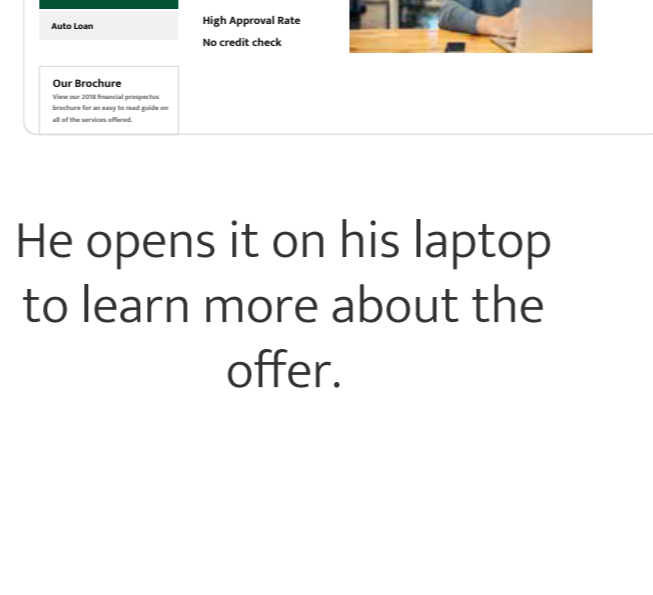 Auto Loan
High Approval Rate
No credit check
Our Brochure
View our 2018 financial prospectus
brochure for an easy to read guide on
all of the services offered.
He opens it on his laptop
to learn more about the
offer.